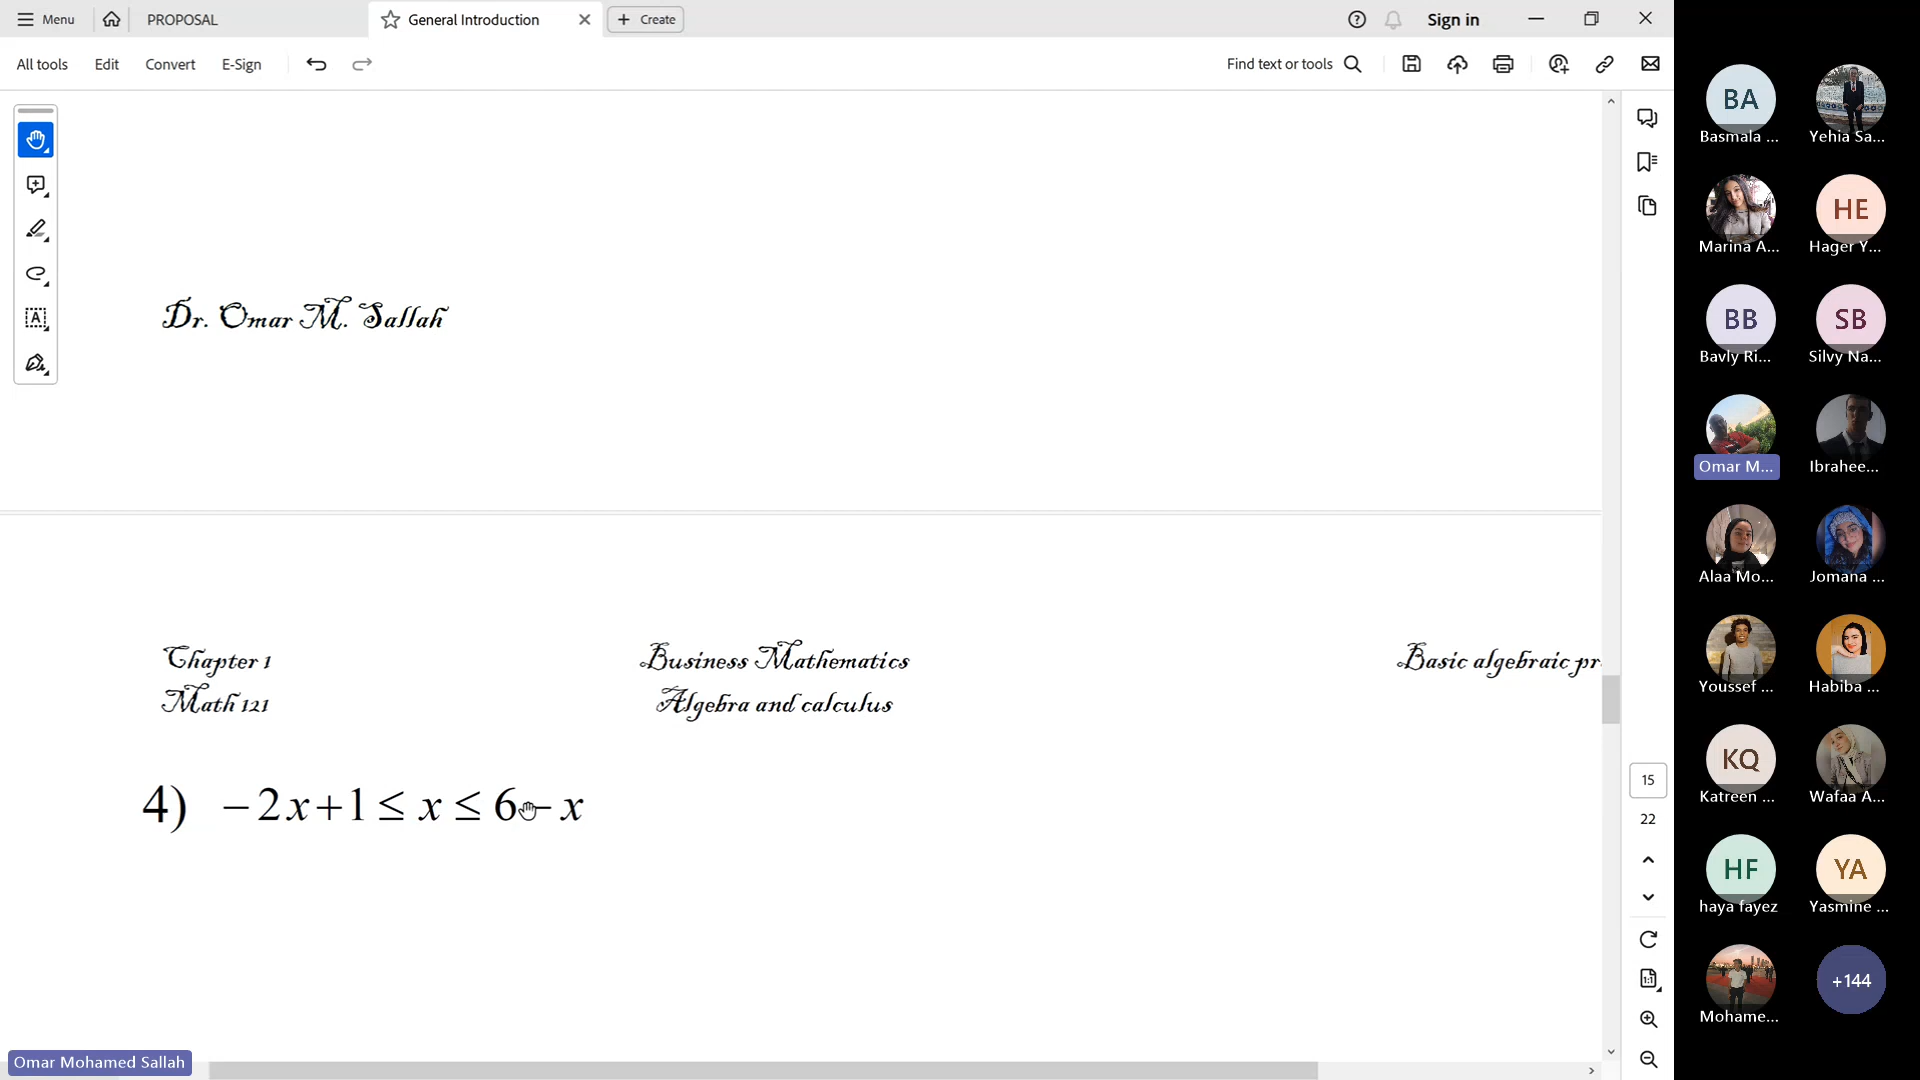 Menu
PROPOSAL
General Introduction
Create
Sign in
All tools
Edit
Convert
E-Sign
Find text or tools
Dr. Omar M. Sallah
Chapter 1
Business Mathematics
Basic algebraic pr
Math 121
Algebra and calculus
4) −2x+1 ≤ x ≤ 6 − x
15
22
1:1
Omar Mohamed Sallah
BA
Basmala ...
Yehia Sa...
Marina A...
HE
Hager Y...
BB
Bavly Ri...
SB
Silvy Na...
Omar M...
Ibrahee...
Alaa Mo...
Jomana ...
Youssef ...
Habiba ...
KQ
Katreen ...
Wafaa A...
HF
haya fayez
YA
Yasmine ...
Mohame...
+144